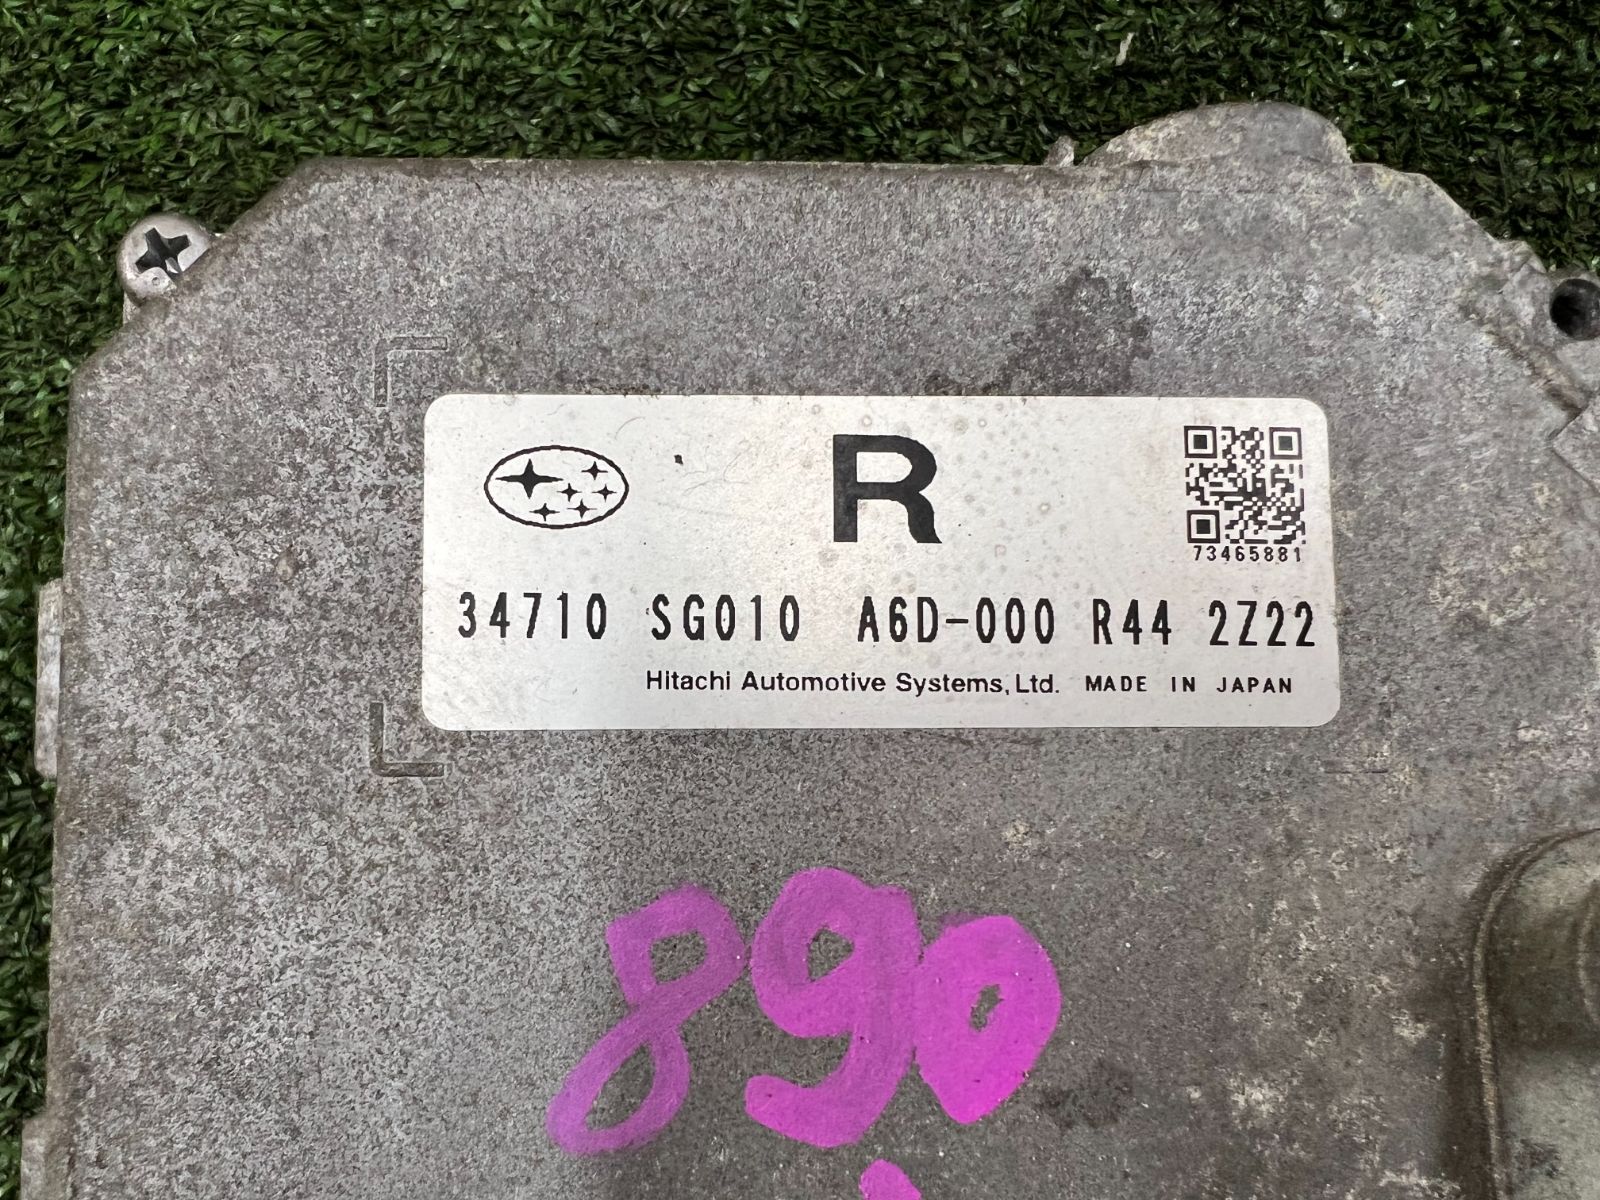 R
73465881
34710 SG010 A6D-000 R44 2Z22
Hitachi Automotive Systems,Ltd. MADE IN JAPAN
890